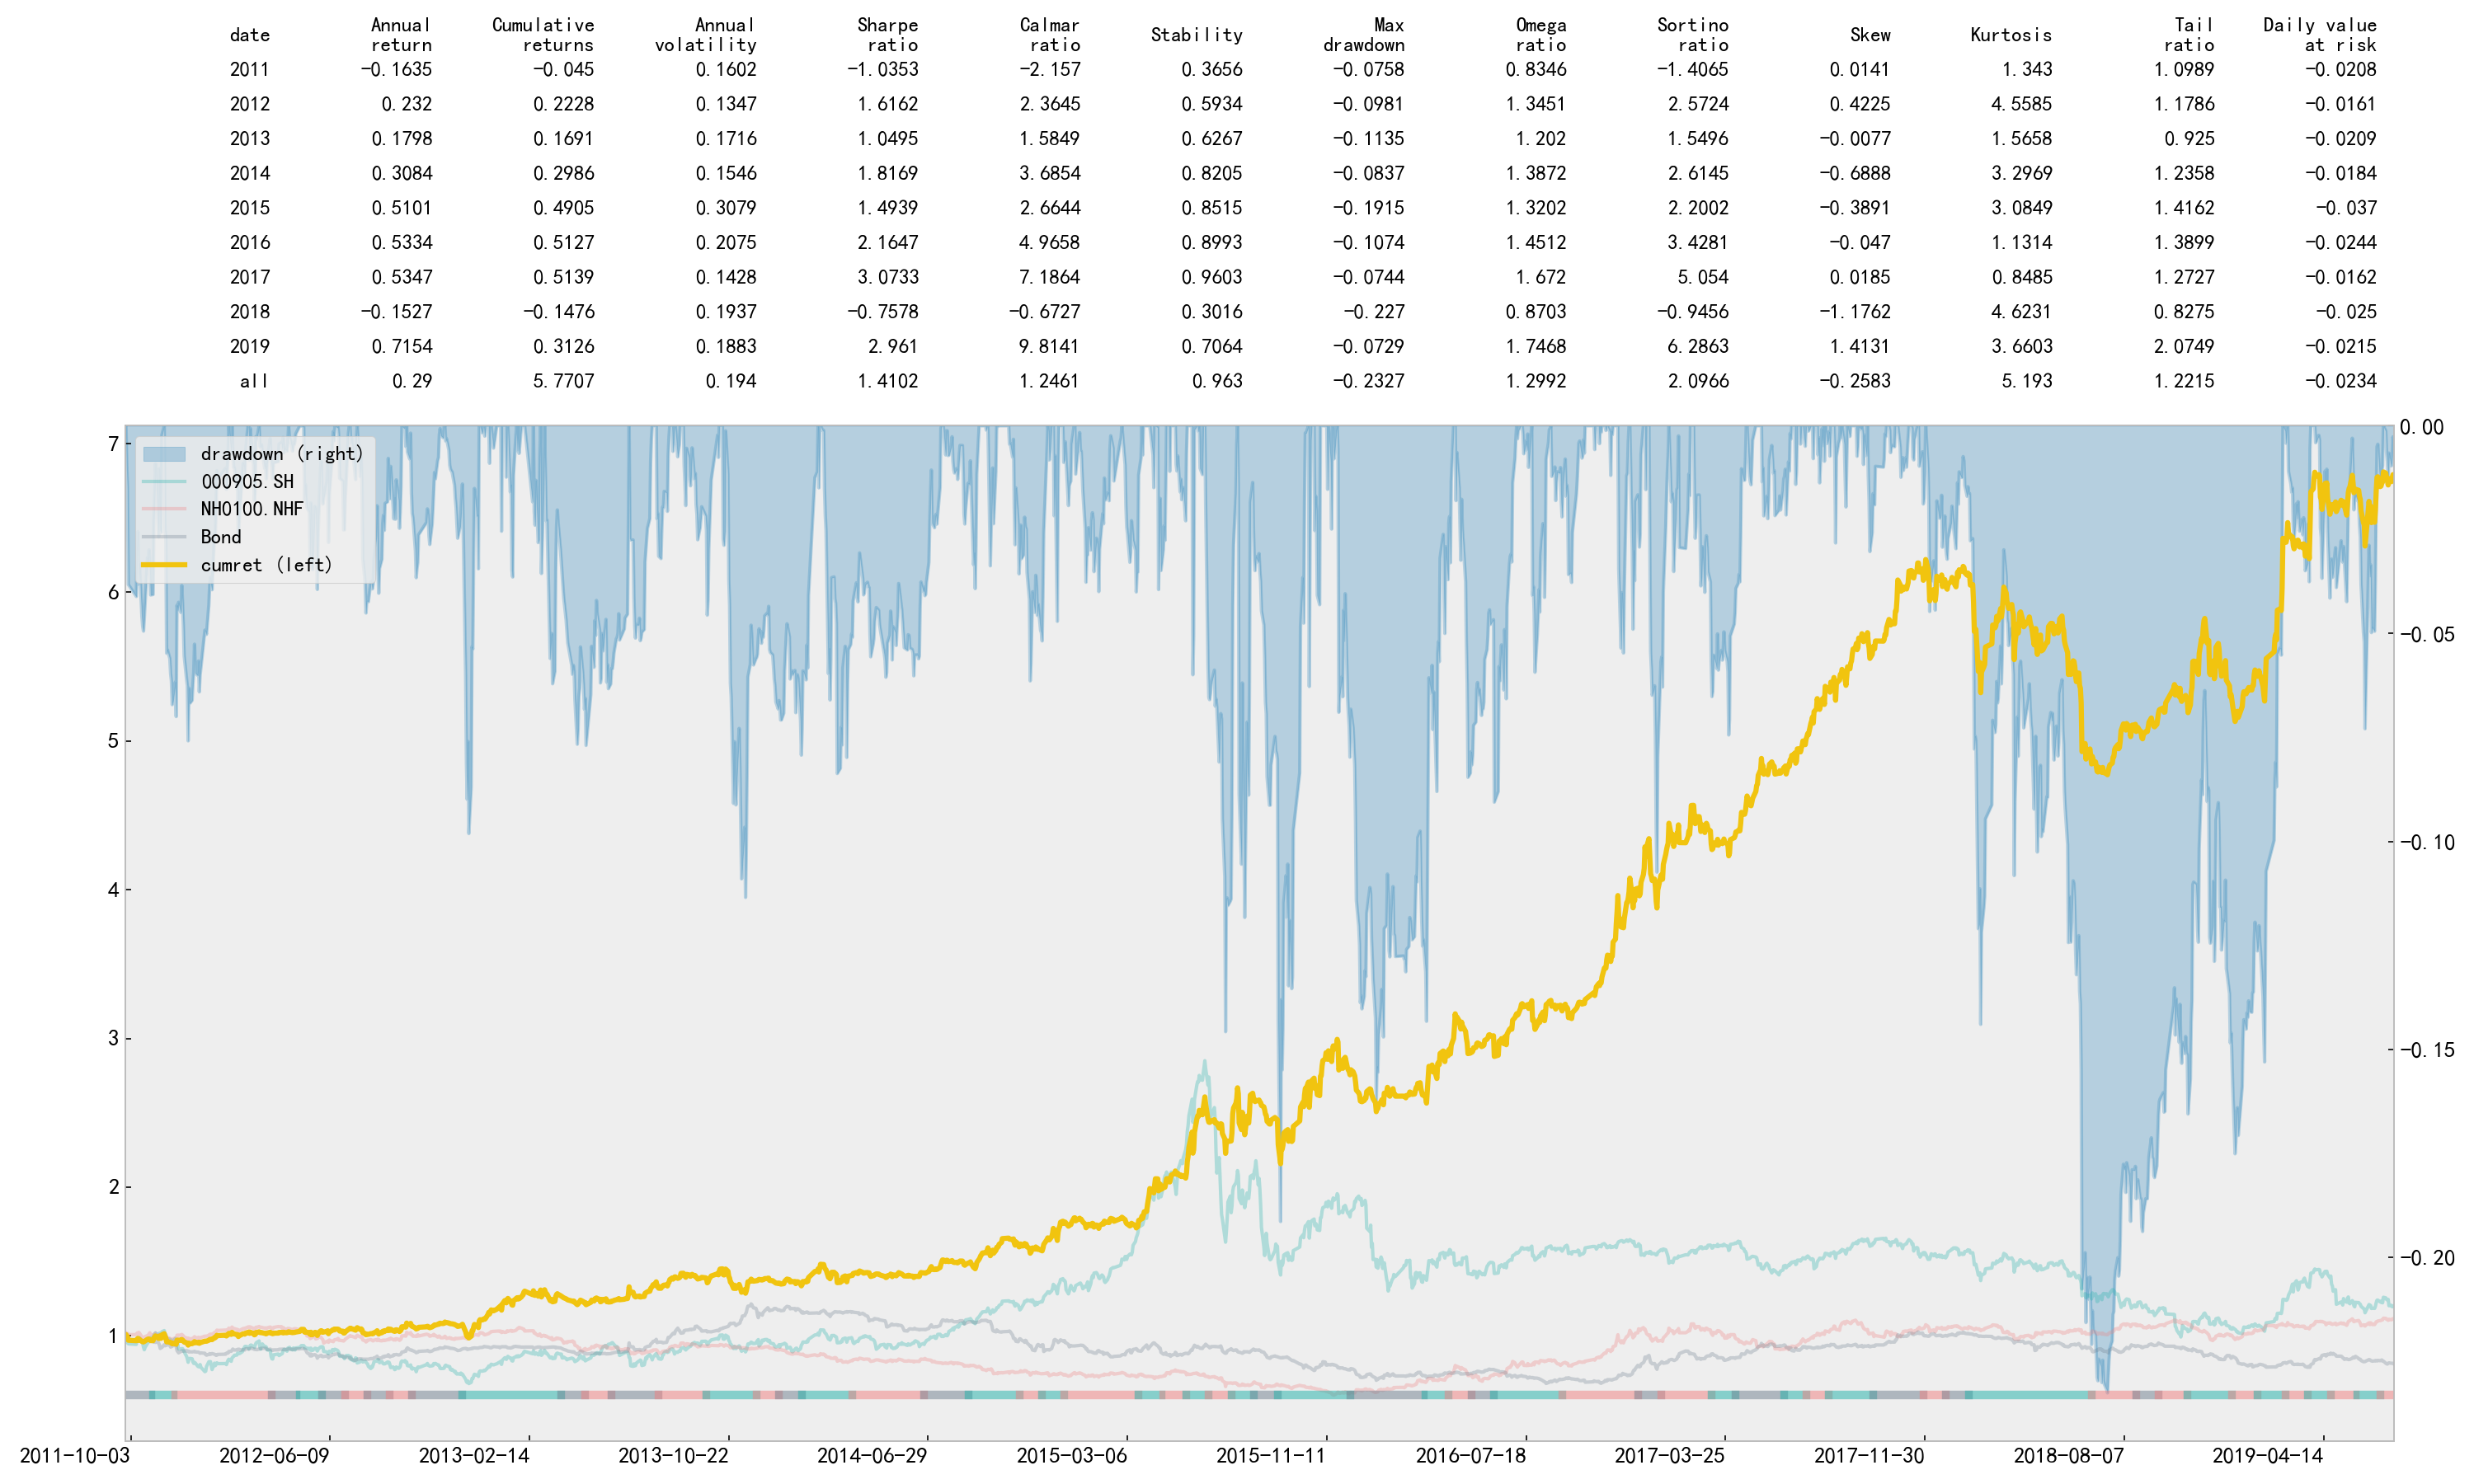 date Annual return Cumulative returns Annual volatility Sharpe ratio Calmar ratio Stability Max drawdown Omega ratio Sortino ratio Skew Kurtosis Tail ratio Daily value at risk
2011 -0.1635 -0.045 0.1602 -1.0353 -2.157 0.3656 -0.0758 0.8346 -1.4065 0.0141 1.343 1.0989 -0.0208
2012 0.232 0.2228 0.1347 1.6162 2.3645 0.5934 -0.0981 1.3451 2.5724 0.4225 4.5585 1.1786 -0.0161
2013 0.1798 0.1691 0.1716 1.0495 1.5849 0.6267 -0.1135 1.202 1.5496 -0.0077 1.5658 0.925 -0.0209
2014 0.3084 0.2986 0.1546 1.8169 3.6854 0.8205 -0.0837 1.3872 2.6145 -0.6888 3.2969 1.2358 -0.0184
2015 0.5101 0.4905 0.3079 1.4939 2.6644 0.8515 -0.1915 1.3202 2.2002 -0.3891 3.0849 1.4162 -0.037
2016 0.5334 0.5127 0.2075 2.1647 4.9658 0.8993 -0.1074 1.4512 3.4281 -0.047 1.1314 1.3899 -0.0244
2017 0.5347 0.5139 0.1428 3.0733 7.1864 0.9603 -0.0744 1.672 5.054 0.0185 0.8485 1.2727 -0.0162
2018 -0.1527 -0.1476 0.1937 -0.7578 -0.6727 0.3016 -0.227 0.8703 -0.9456 -1.1762 4.6231 0.8275 -0.025
2019 0.7154 0.3126 0.1883 2.961 9.8141 0.7064 -0.0729 1.7468 6.2863 1.4131 3.6603 2.0749 -0.0215
all 0.29 5.7707 0.194 1.4102 1.2461 0.963 -0.2327 1.2992 2.0966 -0.2583 5.193 1.2215 -0.0234
drawdown (right)
000905.SH
NH0100.NHF
Bond
cumret (left)
7
6
5
4
3
2
1
0.00
-0.05
-0.10
-0.15
-0.20
2011-10-03 2012-06-09 2013-02-14 2013-10-22 2014-06-29 2015-03-06 2015-11-11 2016-07-18 2017-03-25 2017-11-30 2018-08-07 2019-04-14